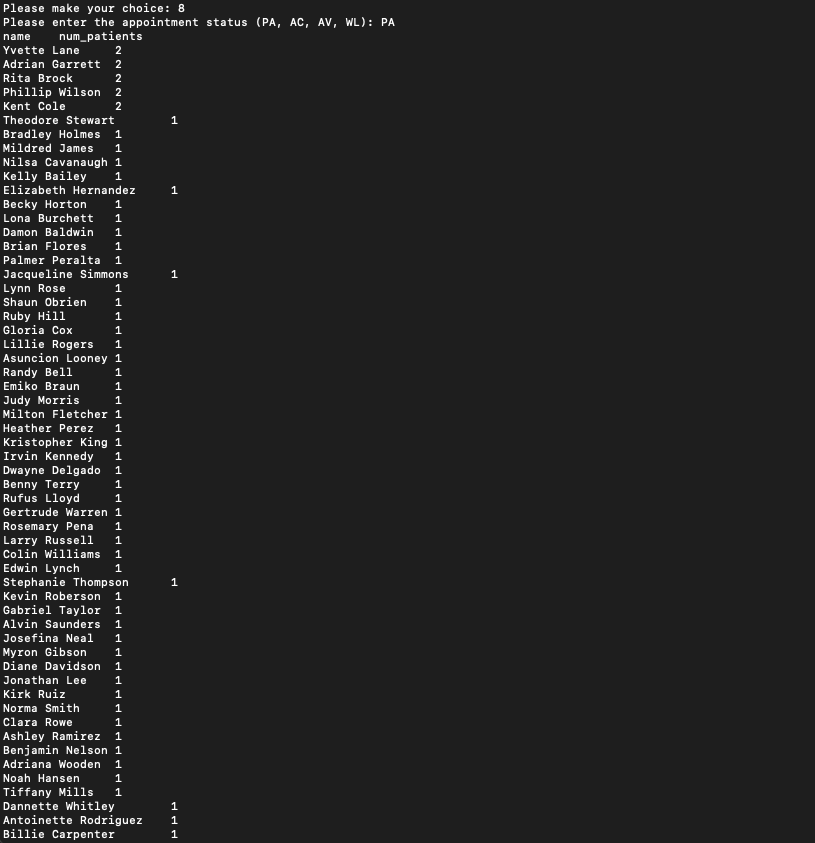 Please make your choice: 8
Please enter the appointment status (PA, AC, AV, WL): PA
name    num_patients
Yvette Lane     2
Adrian Garrett  2
Rita Brock      2
Phillip Wilson  2
Kent Cole       2
Theodore Stewart        1
Bradley Holmes  1
Mildred James   1
Nilsa Cavanaugh 1
Kelly Bailey    1
Elizabeth Hernandez     1
Becky Horton    1
Lona Burchett   1
Damon Baldwin   1
Brian Flores    1
Palmer Peralta  1
Jacqueline Simmons      1
Lynn Rose       1
Shaun Obrien    1
Ruby Hill       1
Gloria Cox      1
Lillie Rogers   1
Asuncion Looney 1
Randy Bell      1
Emiko Braun     1
Judy Morris     1
Milton Fletcher 1
Heather Perez   1
Kristopher King 1
Irvin Kennedy   1
Dwayne Delgado  1
Benny Terry     1
Rufus Lloyd     1
Gertrude Warren 1
Rosemary Pena   1
Larry Russell   1
Colin Williams  1
Edwin Lynch     1
Stephanie Thompson      1
Kevin Roberson  1
Gabriel Taylor  1
Alvin Saunders  1
Josefina Neal   1
Myron Gibson    1
Diane Davidson  1
Jonathan Lee    1
Kirk Ruiz       1
Norma Smith     1
Clara Rowe      1
Ashley Ramirez  1
Benjamin Nelson 1
Adriana Wooden  1
Noah Hansen     1
Tiffany Mills   1
Dannette Whitley        1
Antoinette Rodriguez    1
Billie Carpenter        1